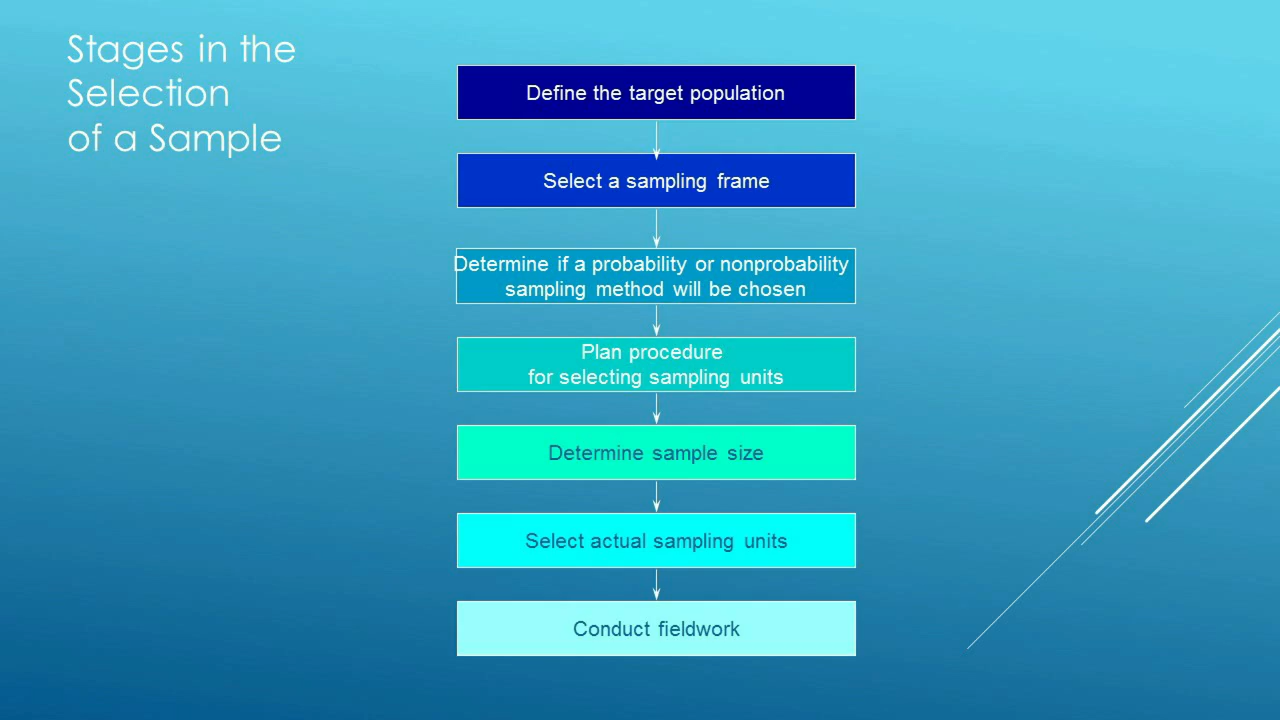 Stages in the
Selection
of a Sample
Define the target population
Select a sampling frame
Determine if a probability or nonprobability
sampling method will be chosen
Plan procedure
for selecting sampling units
Determine sample size
Select actual sampling units
Conduct fieldwork